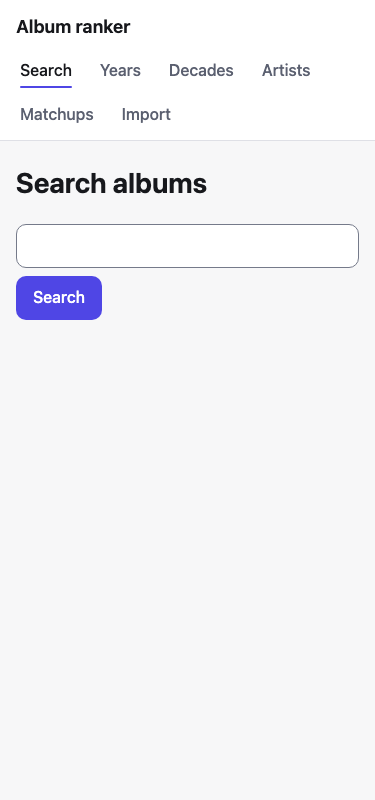 Album ranker
Search Years Decades Artists
Matchups Import
Search albums
Search